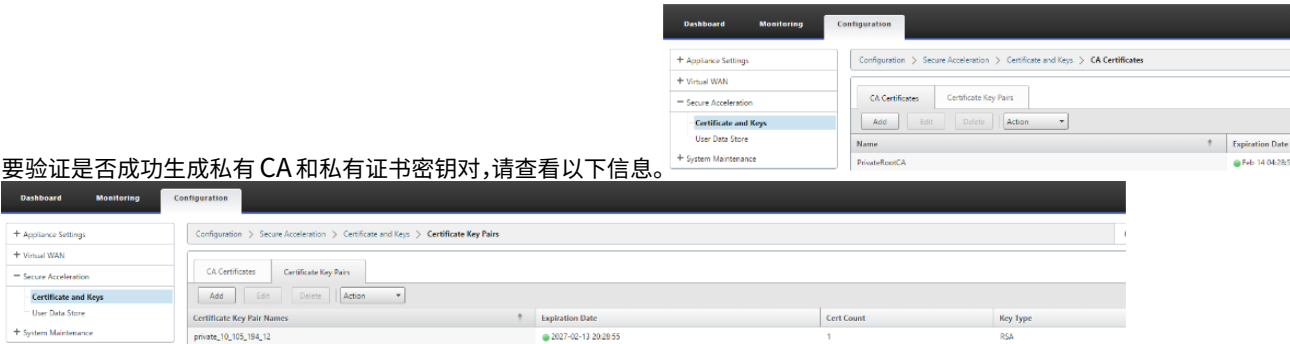 Dashboard Monitoring Configuration
+ Appliance Settings
+ Virtual WAN
− Secure Acceleration
Certificate and Keys
User Data Store
+ System Maintenance
Configuration > Secure Acceleration > Certificate and Keys > CA Certificates
CA Certificates Certificate Key Pairs
Add Edit Delete Action
Name Expiration Date
PrivateRootCA Feb 14 04:28:5
要验证是否成功生成私有 CA 和私有证书密钥对，请查看以下信息。
Dashboard Monitoring Configuration
+ Appliance Settings
+ Virtual WAN
− Secure Acceleration
Certificate and Keys
User Data Store
+ System Maintenance
Configuration > Secure Acceleration > Certificate and Keys > Certificate Key Pairs
CA Certificates Certificate Key Pairs
Add Edit Delete Action
Certificate Key Pair Names Expiration Date Cert Count Key Type
private_10_105_194_12 2027-02-13 20:28:55 1 RSA